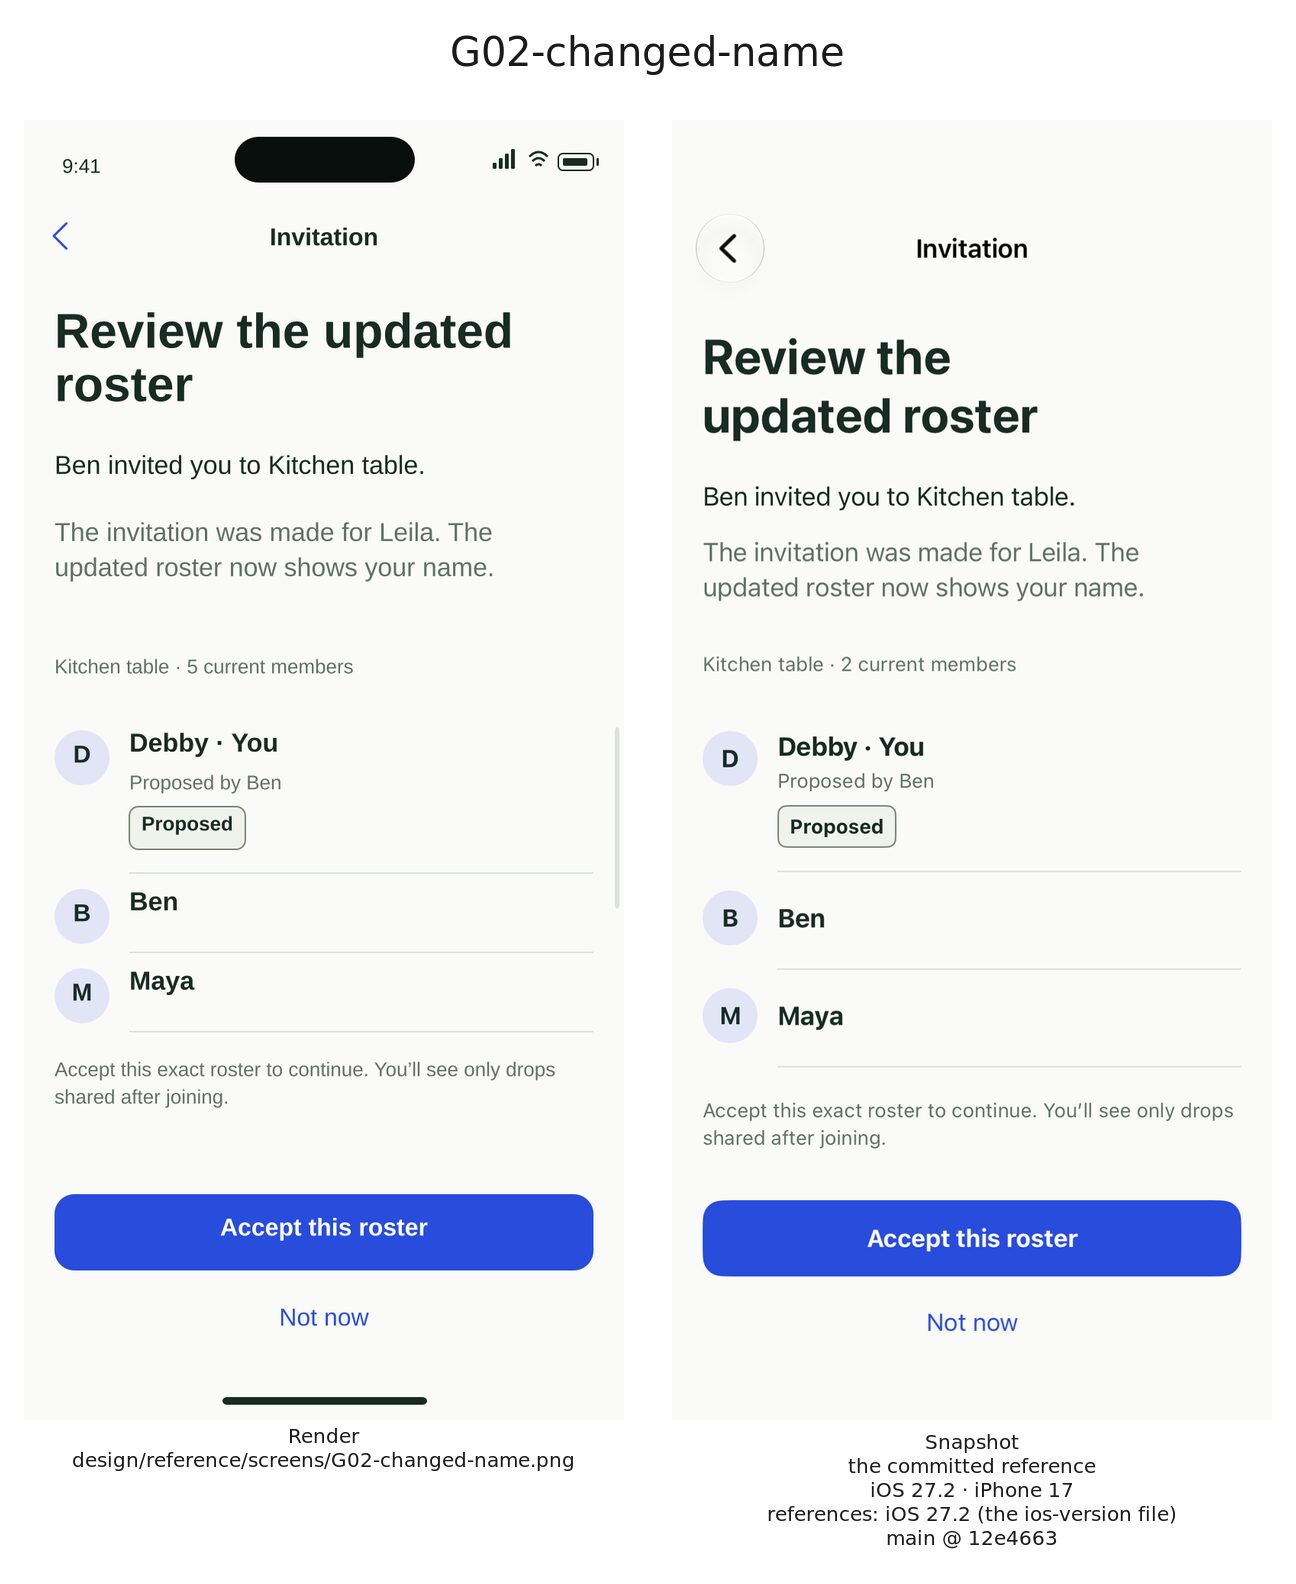 G02-changed-name
9:41
Invitation
Review the updated
roster
Ben invited you to Kitchen table.
The invitation was made for Leila. The
updated roster now shows your name.
Kitchen table · 5 current members
D
Debby · You
Proposed by Ben
Proposed
B
Ben
M
Maya
Accept this exact roster to continue. You’ll see only drops
shared after joining.
Accept this roster
Not now
Render
design/reference/screens/G02-changed-name.png
Invitation
Review the
updated roster
Ben invited you to Kitchen table.
The invitation was made for Leila. The
updated roster now shows your name.
Kitchen table · 2 current members
D
Debby · You
Proposed by Ben
Proposed
B
Ben
M
Maya
Accept this exact roster to continue. You’ll see only drops
shared after joining.
Accept this roster
Not now
Snapshot
the committed reference
iOS 27.2 · iPhone 17
references: iOS 27.2 (the ios-version file)
main @ 12e4663